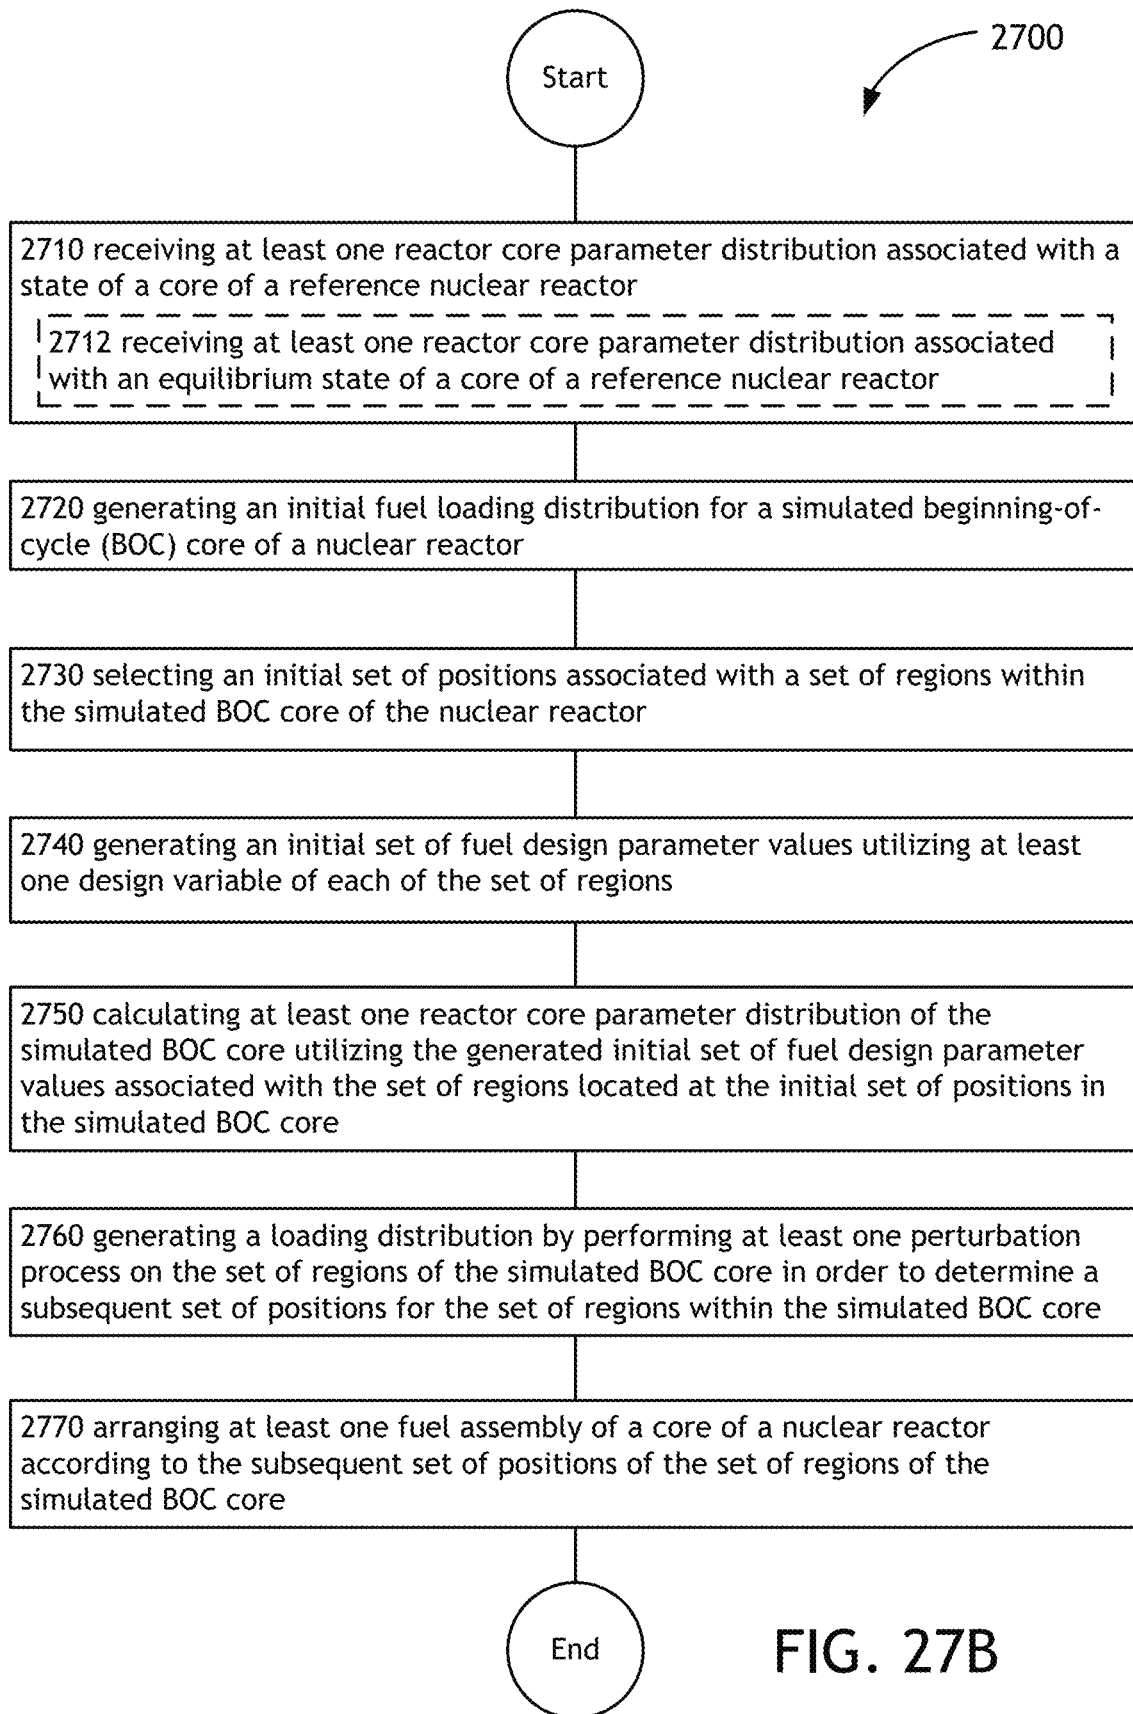 2700
Start
2710 receiving at least one reactor core parameter distribution associated with a
state of a core of a reference nuclear reactor
2712 receiving at least one reactor core parameter distribution associated
with an equilibrium state of a core of a reference nuclear reactor
2720 generating an initial fuel loading distribution for a simulated beginning-of-
cycle (BOC) core of a nuclear reactor
2730 selecting an initial set of positions associated with a set of regions within
the simulated BOC core of the nuclear reactor
2740 generating an initial set of fuel design parameter values utilizing at least
one design variable of each of the set of regions
2750 calculating at least one reactor core parameter distribution of the
simulated BOC core utilizing the generated initial set of fuel design parameter
values associated with the set of regions located at the initial set of positions in
the simulated BOC core
2760 generating a loading distribution by performing at least one perturbation
process on the set of regions of the simulated BOC core in order to determine a
subsequent set of positions for the set of regions within the simulated BOC core
2770 arranging at least one fuel assembly of a core of a nuclear reactor
according to the subsequent set of positions of the set of regions of the
simulated BOC core
End
FIG. 27B